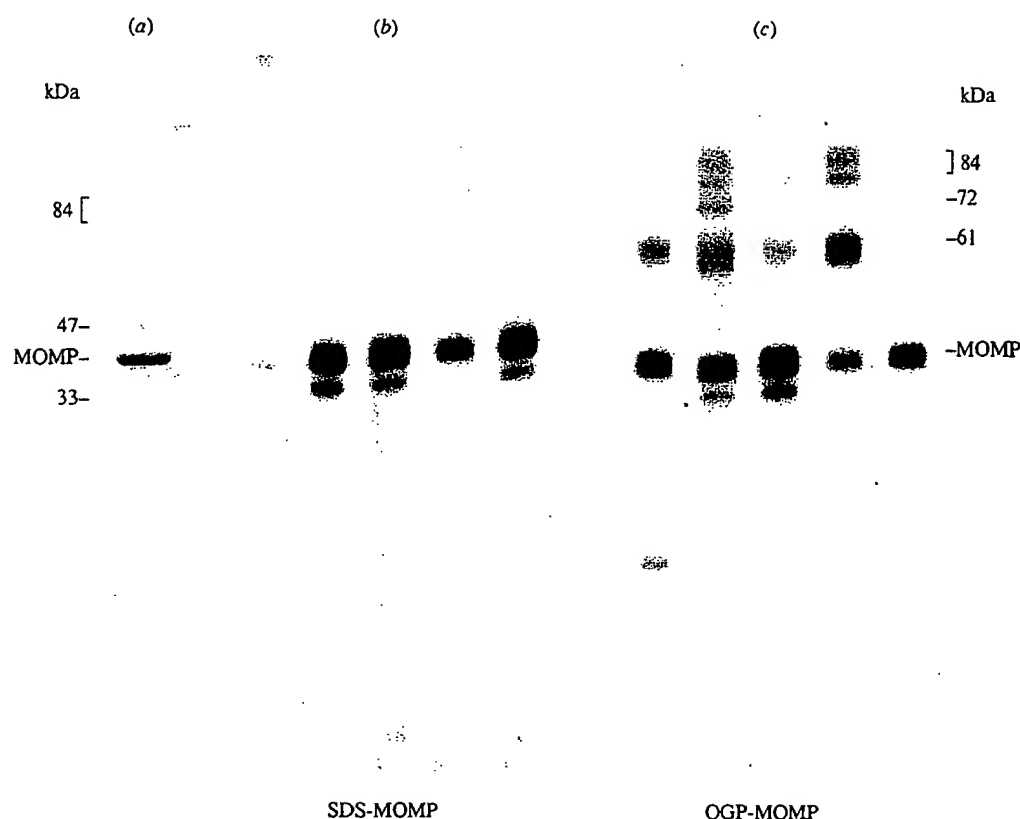 (a) (b) (c)
kDa kDa
84 [ ] 84
–72
–61
47–
MOMP– –MOMP
33–
SDS-MOMP OGP-MOMP